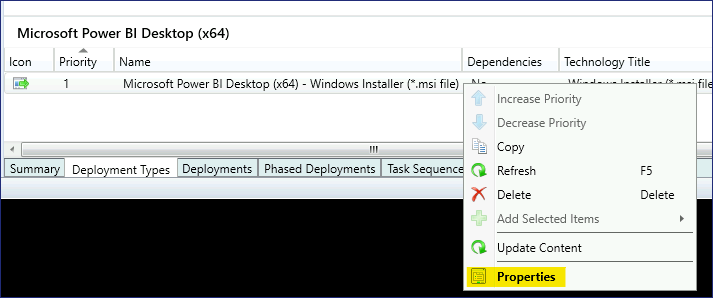 Microsoft Power BI Desktop (x64)
Icon Priority Name Dependencies Technology Title
1 Microsoft Power BI Desktop (x64) - Windows Installer (*.msi file) No Windows Installer (*.msi file)
Summary Deployment Types Deployments Phased Deployments Task Sequence
Increase Priority
Decrease Priority
Copy
Refresh F5
Delete Delete
Add Selected Items
Update Content
Properties